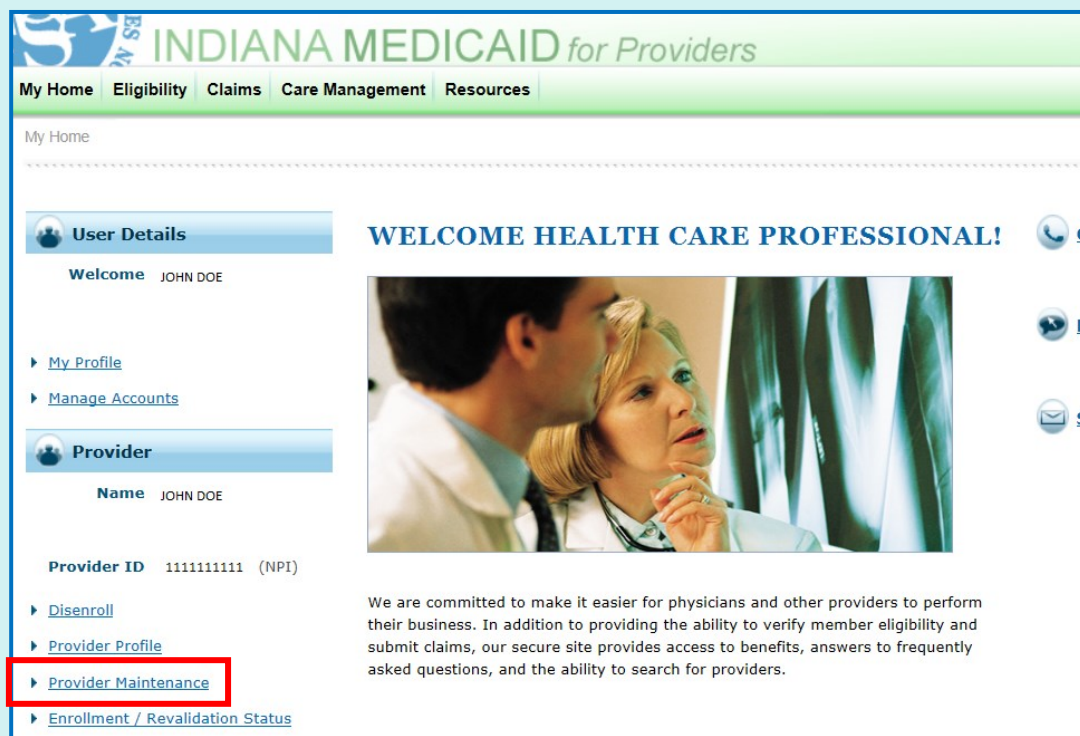 INDIANA MEDICAID for Providers
My Home Eligibility Claims Care Management Resources
My Home
User Details
Welcome JOHN DOE
My Profile
Manage Accounts
Provider
Name JOHN DOE
Provider ID 1111111111 (NPI)
Disenroll
Provider Profile
Provider Maintenance
Enrollment / Revalidation Status
WELCOME HEALTH CARE PROFESSIONAL!
We are committed to make it easier for physicians and other providers to perform
their business. In addition to providing the ability to verify member eligibility and
submit claims, our secure site provides access to benefits, answers to frequently
asked questions, and the ability to search for providers.